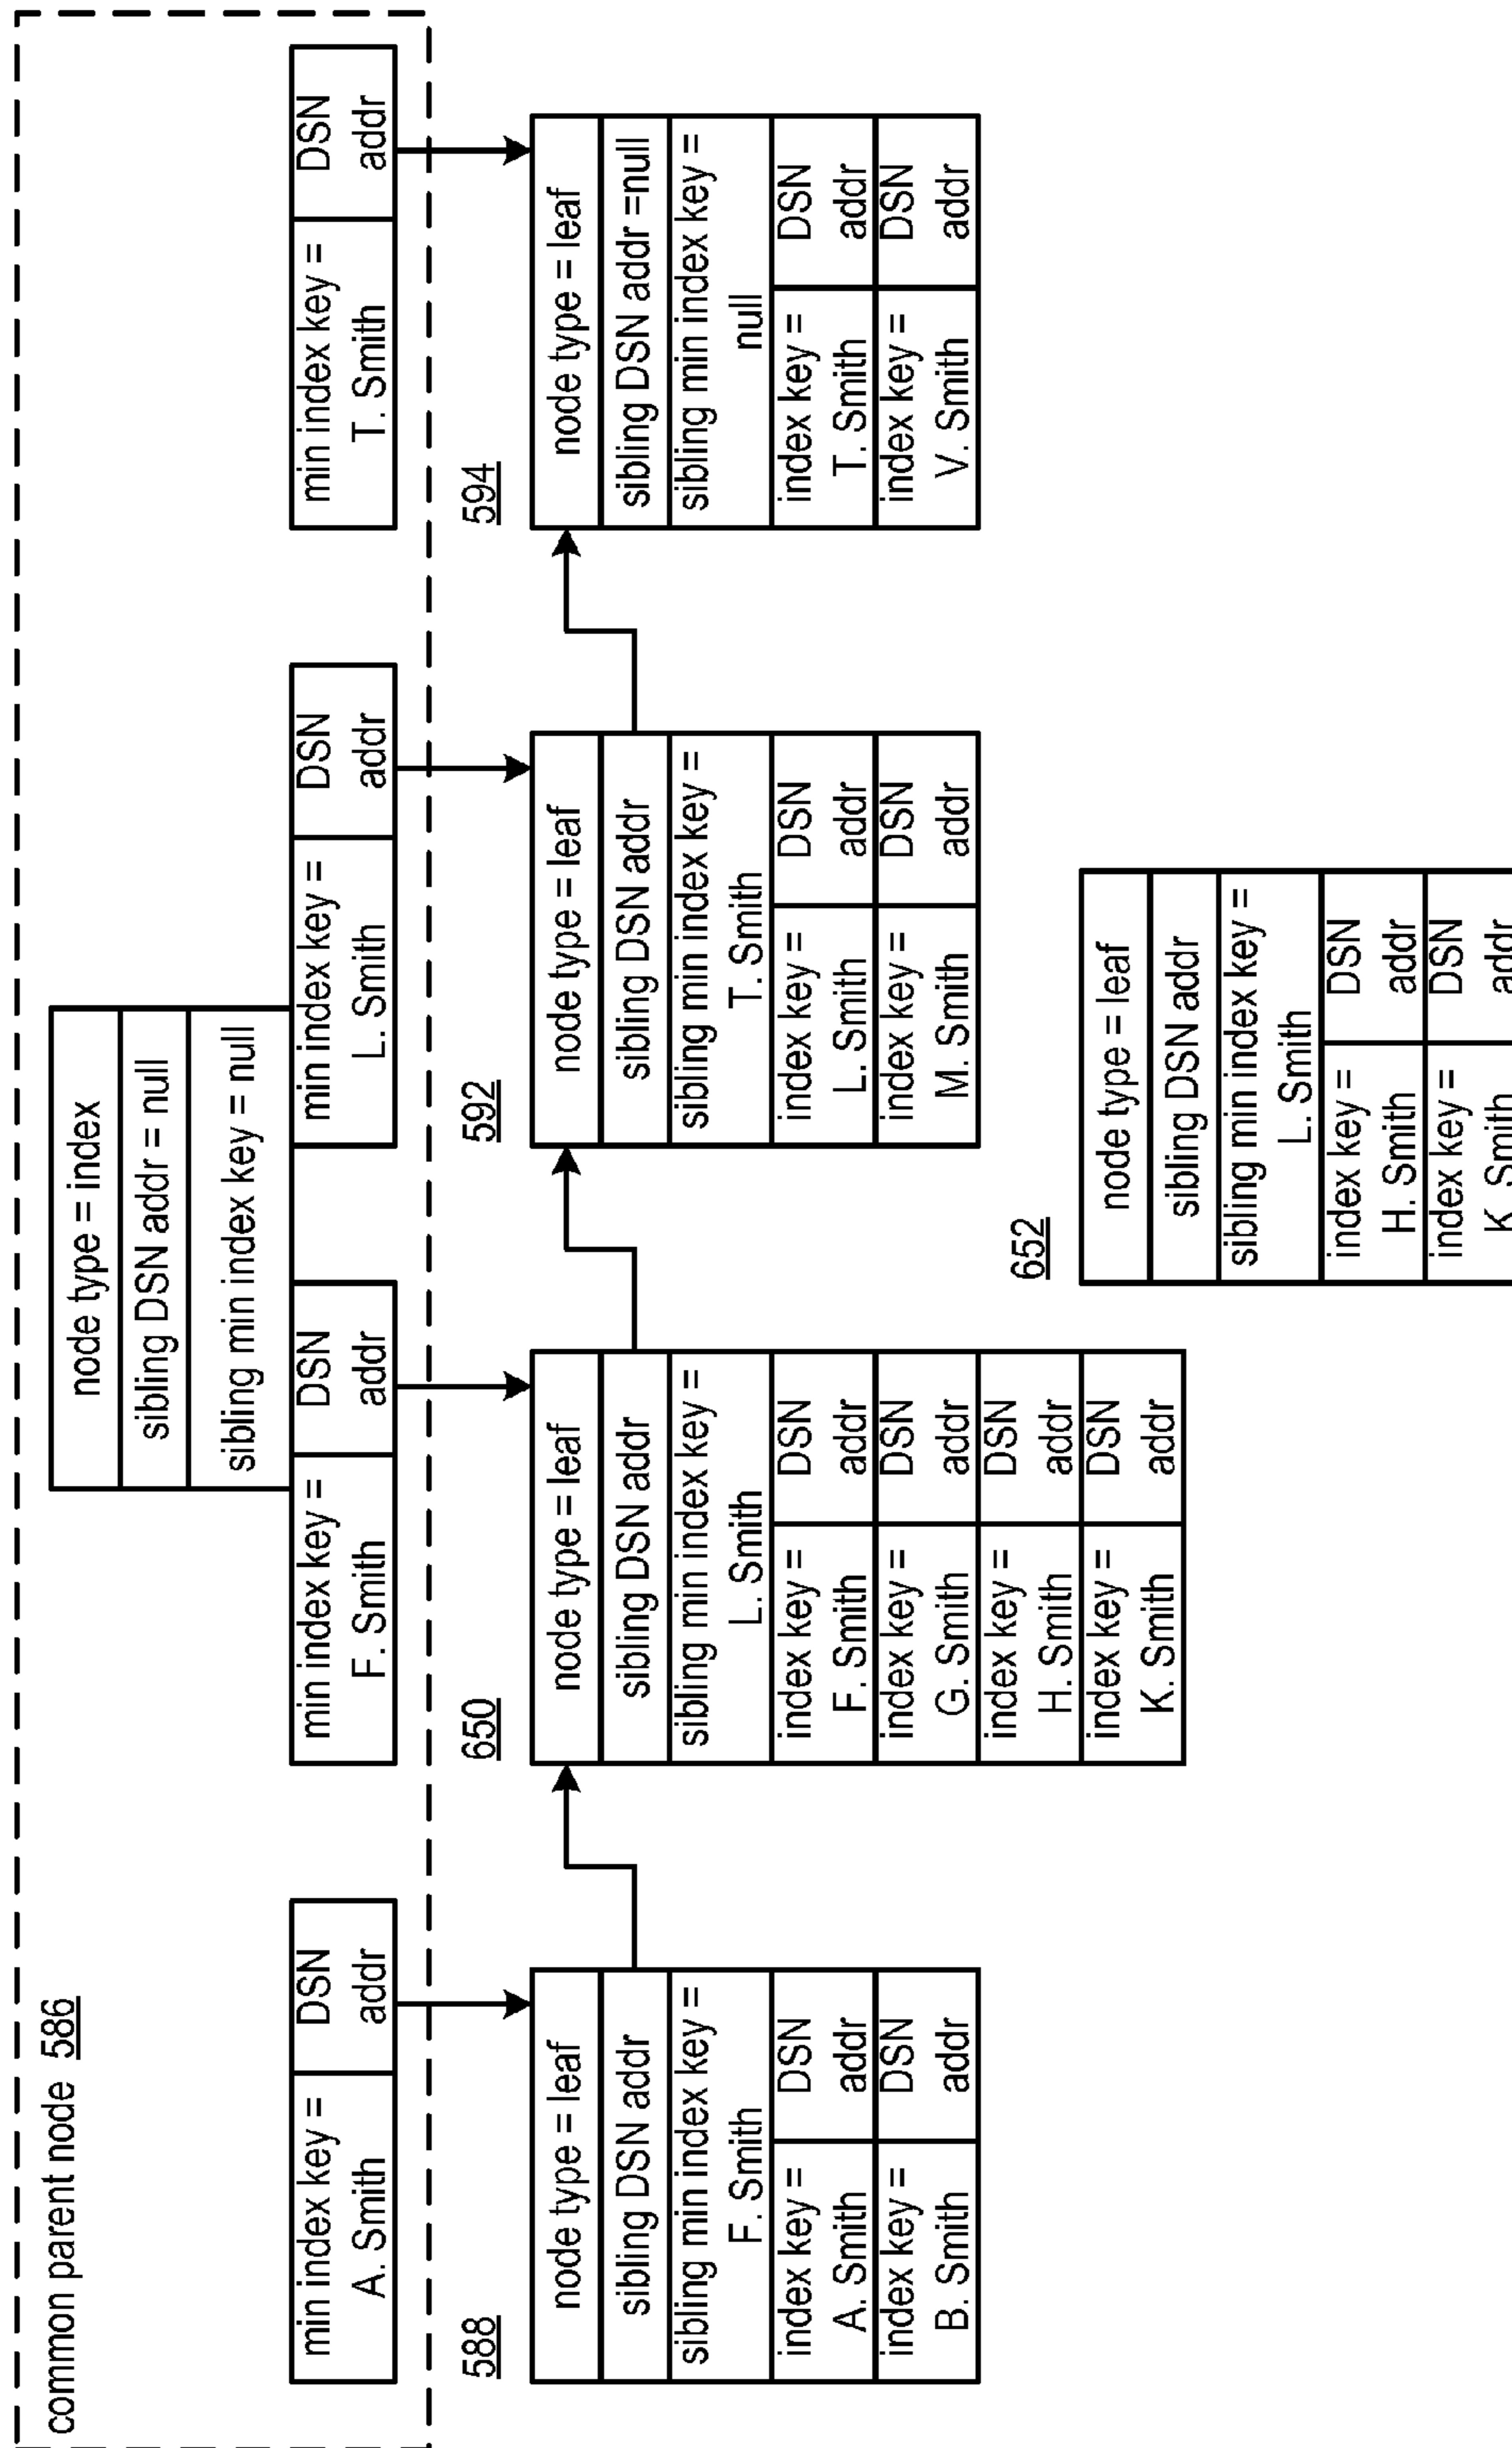 common parent node 586
node type = index
sibling DSN addr = null
sibling min index key = null
min index key =
A. Smith
DSN
addr
min index key =
F. Smith
DSN
addr
min index key =
L. Smith
DSN
addr
min index key =
T. Smith
DSN
addr
588
node type = leaf
sibling DSN addr
sibling min index key =
F. Smith
index key =
A. Smith
DSN
addr
index key =
B. Smith
DSN
addr
650
node type = leaf
sibling DSN addr
sibling min index key =
L. Smith
index key =
F. Smith
DSN
addr
index key =
G. Smith
DSN
addr
index key =
H. Smith
DSN
addr
index key =
K. Smith
DSN
addr
592
node type = leaf
sibling DSN addr
sibling min index key =
T. Smith
index key =
L. Smith
DSN
addr
index key =
M. Smith
DSN
addr
594
node type = leaf
sibling DSN addr =null
sibling min index key =
null
index key =
T. Smith
DSN
addr
index key =
V. Smith
DSN
addr
652
node type = leaf
sibling DSN addr
sibling min index key =
L. Smith
index key =
H. Smith
DSN
addr
index key =
K. Smith
DSN
addr